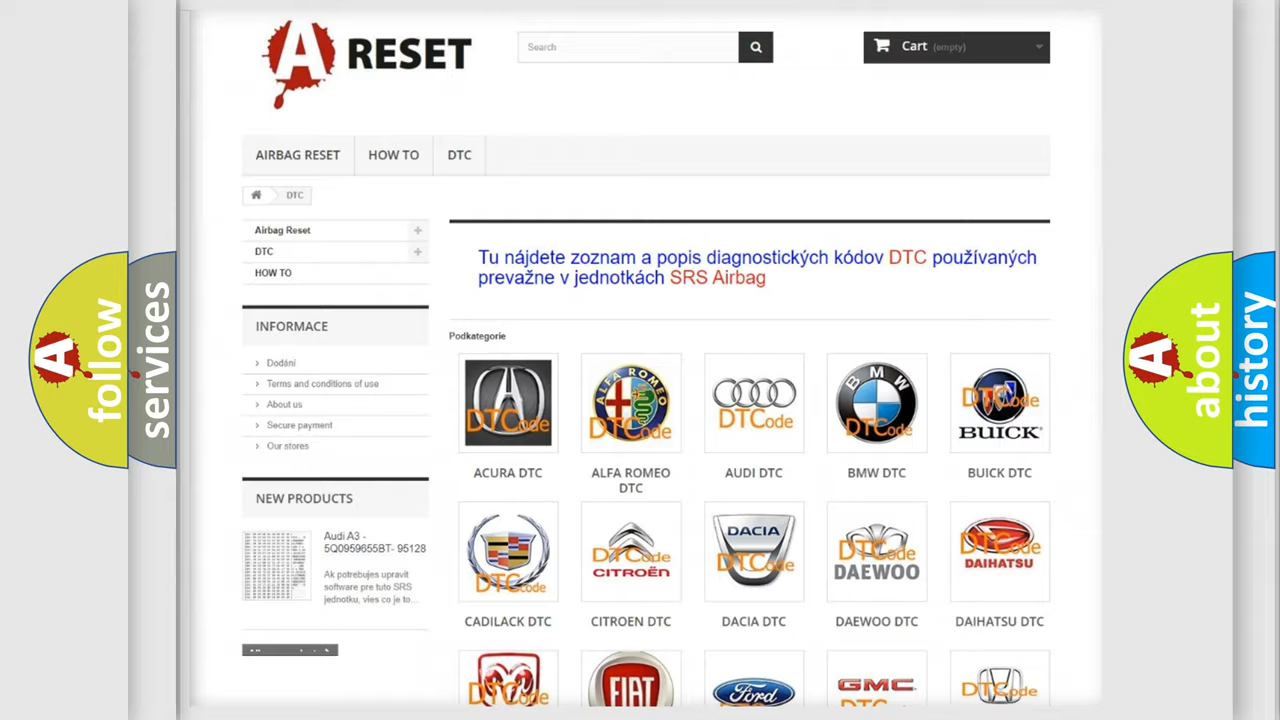 A RESET
Search
Cart (empty)
AIRBAG RESET
HOW TO
DTC
DTC
Airbag Reset
DTC
HOW TO
INFORMACE
Dodání
Terms and conditions of use
About us
Secure payment
Our stores
NEW PRODUCTS
Audi A3 -
5Q0959655BT- 95128
Ak potrebujes upravit
software pre tuto SRS
jednotku, vies co je to...
Tu nájdete zoznam a popis diagnostických kódov DTC používaných
prevažne v jednotkách SRS Airbag
Podkategorie
DTCode
ALFA ROMEO
DTCode
DTCode
BMW
DTCode
DTCode
BUICK
ACURA DTC
ALFA ROMEO
DTC
AUDI DTC
BMW DTC
BUICK DTC
DTCode
DTCode
CITROËN
DACIA
DTCode
DTCode
DAEWOO
DTCode
DAIHATSU
CADILACK DTC
CITROEN DTC
DACIA DTC
DAEWOO DTC
DAIHATSU DTC
DTCode
FIAT
Ford
GMC
DTCode
A follow
services
A about
history